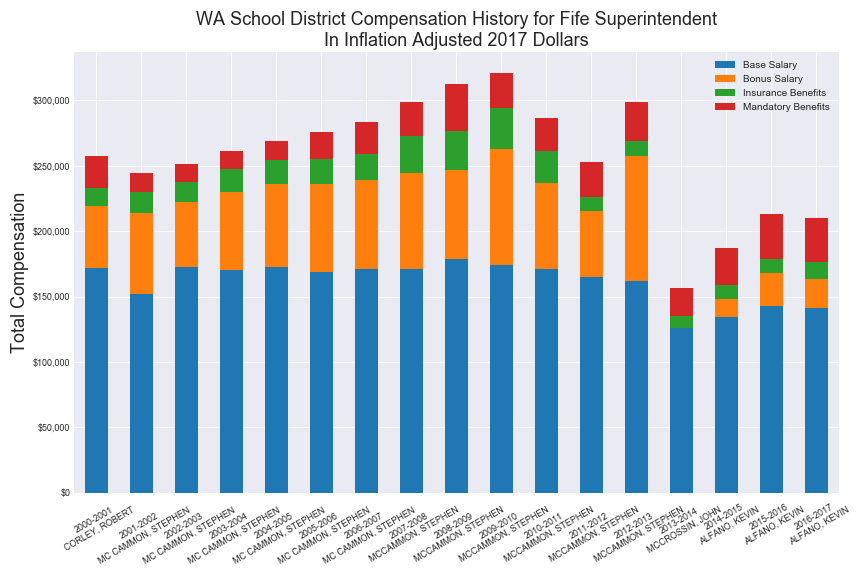 WA School District Compensation History for Fife Superintendent
In Inflation Adjusted 2017 Dollars
Base Salary
Bonus Salary
Insurance Benefits
Mandatory Benefits
Total Compensation
$300,000
$250,000
$200,000
$150,000
$100,000
$50,000
$0
2000-2001
CORLEY, ROBERT
2001-2002
MC CAMMON, STEPHEN
2002-2003
MC CAMMON, STEPHEN
2003-2004
MC CAMMON, STEPHEN
2004-2005
MC CAMMON, STEPHEN
2005-2006
MC CAMMON, STEPHEN
2006-2007
MC CAMMON, STEPHEN
2007-2008
MCCAMMON, STEPHEN
2008-2009
MCCAMMON, STEPHEN
2009-2010
MCCAMMON, STEPHEN
2010-2011
MCCAMMON, STEPHEN
2011-2012
MCCAMMON, STEPHEN
2012-2013
MCCAMMON, STEPHEN
2013-2014
MCCROSSIN, JOHN
2014-2015
ALFANO, KEVIN
2015-2016
ALFANO, KEVIN
2016-2017
ALFANO, KEVIN